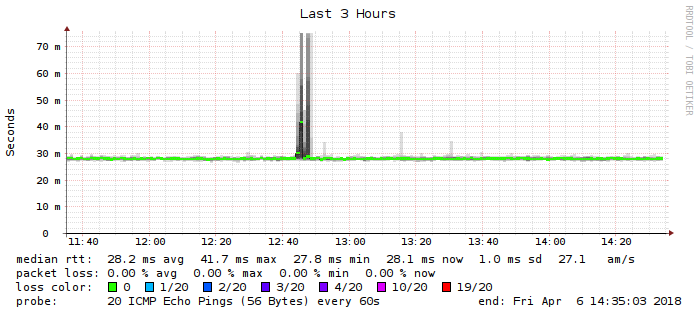 Last 3 Hours
RRDTOOL / TOBI OETIKER
Seconds
70 m
60 m
50 m
40 m
30 m
20 m
10 m
0
11:40 12:00 12:20 12:40 13:00 13:20 13:40 14:00 14:20
median rtt: 28.2 ms avg 41.7 ms max 27.8 ms min 28.1 ms now 1.0 ms sd 27.1 am/s
packet loss: 0.00 % avg 0.00 % max 0.00 % min 0.00 % now
loss color: 0 1/20 2/20 3/20 4/20 10/20 19/20
probe: 20 ICMP Echo Pings (56 Bytes) every 60s end: Fri Apr 6 14:35:03 2018